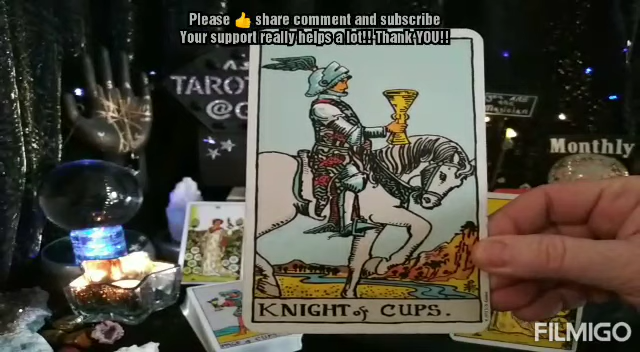 Please 👍 share comment and subscribe
Your support really helps a lot!! Thank YOU!!
TAROT
@
Monthly
KNIGHT of CUPS.
FILMIGO